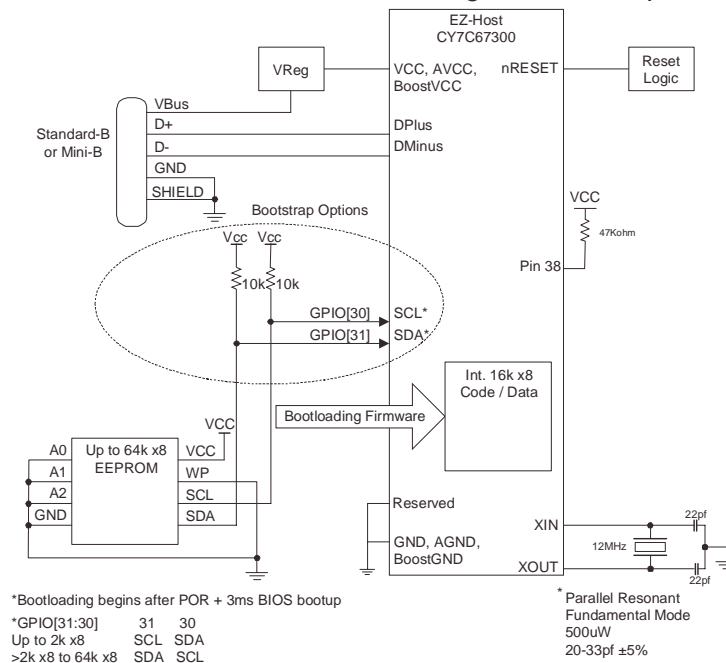 EZ-Host
CY7C67300
VReg
VCC, AVCC,
BoostVCC
nRESET
Reset
Logic
VBus
D+
D-
GND
SHIELD
Standard-B
or Mini-B
DPlus
DMinus
VCC
47Kohm
Pin 38
Bootstrap Options
Vcc Vcc
10k 10k
GPIO[30] SCL*
GPIO[31] SDA*
Int. 16k x8
Code / Data
Bootloading Firmware
VCC
A0
A1
A2
GND
Up to 64k x8
EEPROM
VCC
WP
SCL
SDA
Reserved
GND, AGND,
BoostGND
XIN
XOUT
22pf
12MHz
22pf
*Bootloading begins after POR + 3ms BIOS bootup
*GPIO[31:30] 31 30
Up to 2k x8 SCL SDA
>2k x8 to 64k x8 SDA SCL
* Parallel Resonant
Fundamental Mode
500uW
20-33pf ±5%